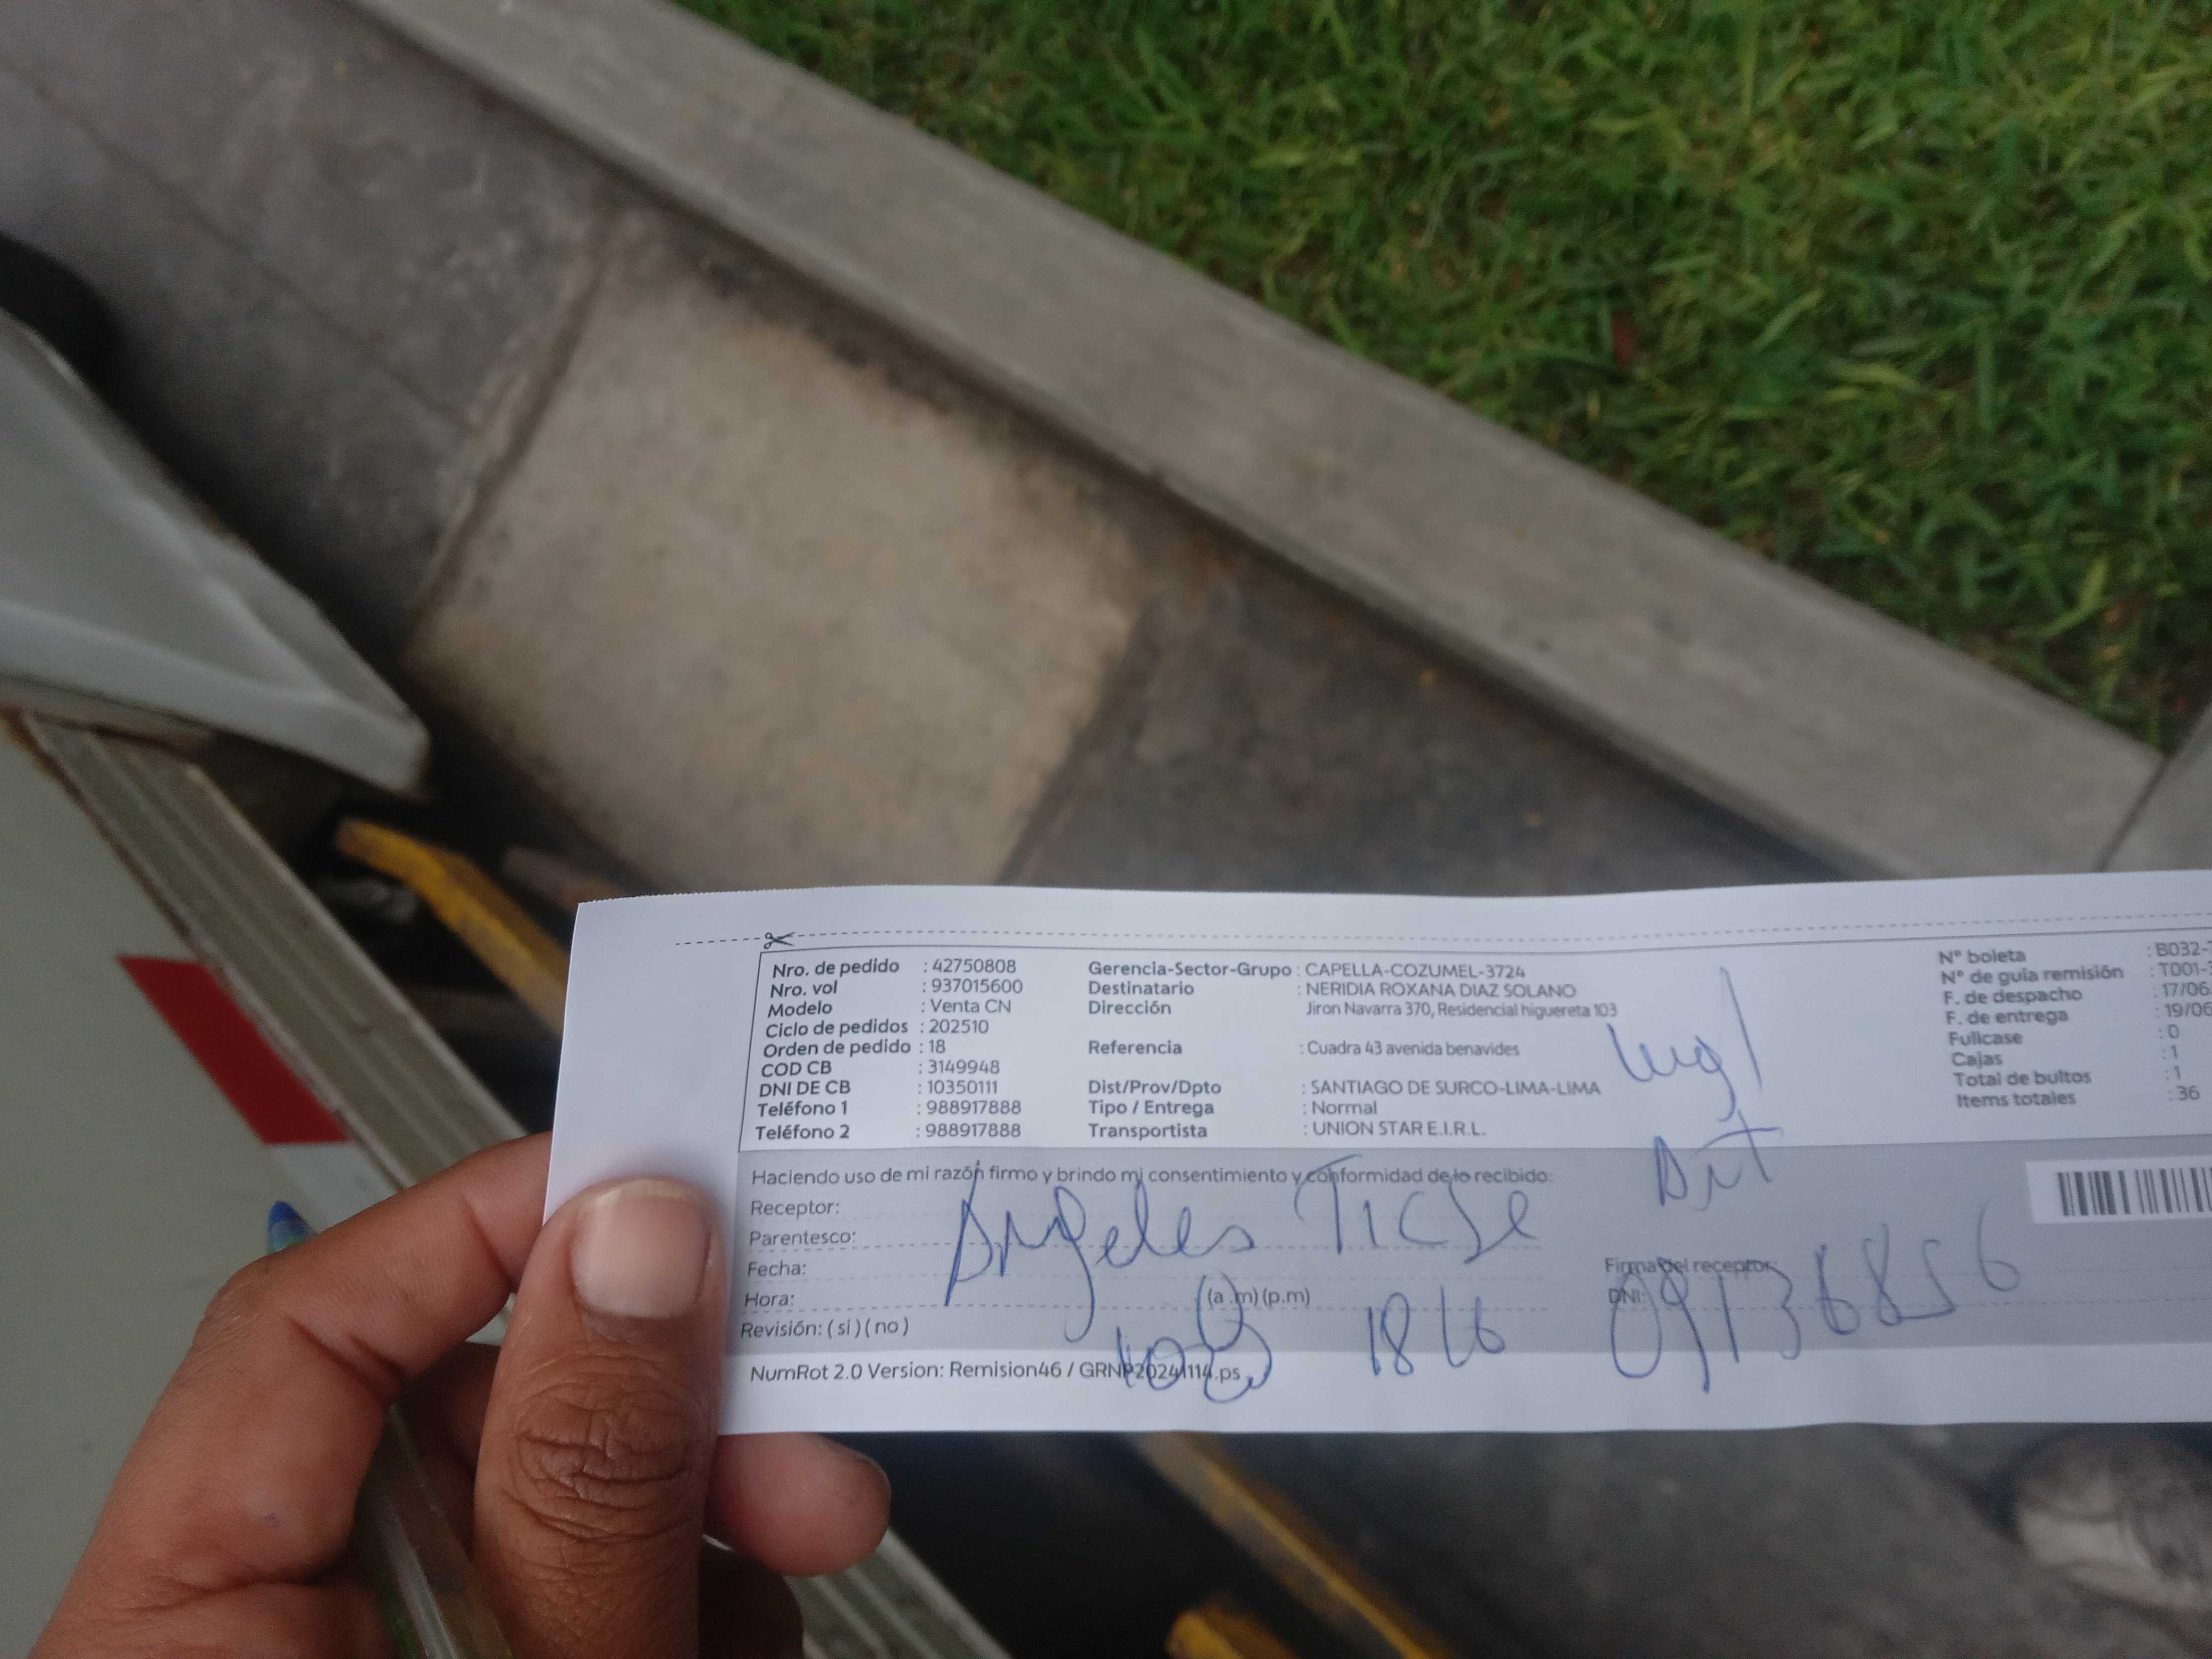 Nro. de pedido : 42750808 Gerencia-Sector-Grupo : CAPELLA-COZUMEL-3724 N° boleta : B032-
Nro. vol : 937015600 Destinatario : NERIDIA ROXANA DIAZ SOLANO N° de guía remisión : T001-
Modelo : Venta CN Dirección Jiron Navarra 370, Residencial higuereta 103 F. de despacho : 17/06
Ciclo de pedidos : 202510 F. de entrega : 19/06
Orden de pedido : 18 Referencia : Cuadra 43 avenida benavides Fullcase : 0
COD CB : 3149948 Cajas : 1
DNI DE CB : 10350111 Dist/Prov/Dpto : SANTIAGO DE SURCO-LIMA-LIMA Total de bultos : 1
Teléfono 1 : 988917888 Tipo / Entrega : Normal Items totales : 36
Teléfono 2 : 988917888 Transportista : UNION STAR E.I.R.L.
Haciendo uso de mi razón firmo y brindo mi consentimiento y conformidad de lo recibido:
Receptor: Angeles Ticse
Parentesco:
Fecha: Firma del receptor
Hora: (a.m) (p.m) DNI: 09136856
Revisión: ( si ) ( no )
NumRot 2.0 Version: Remision46 / GRNP20241114.ps